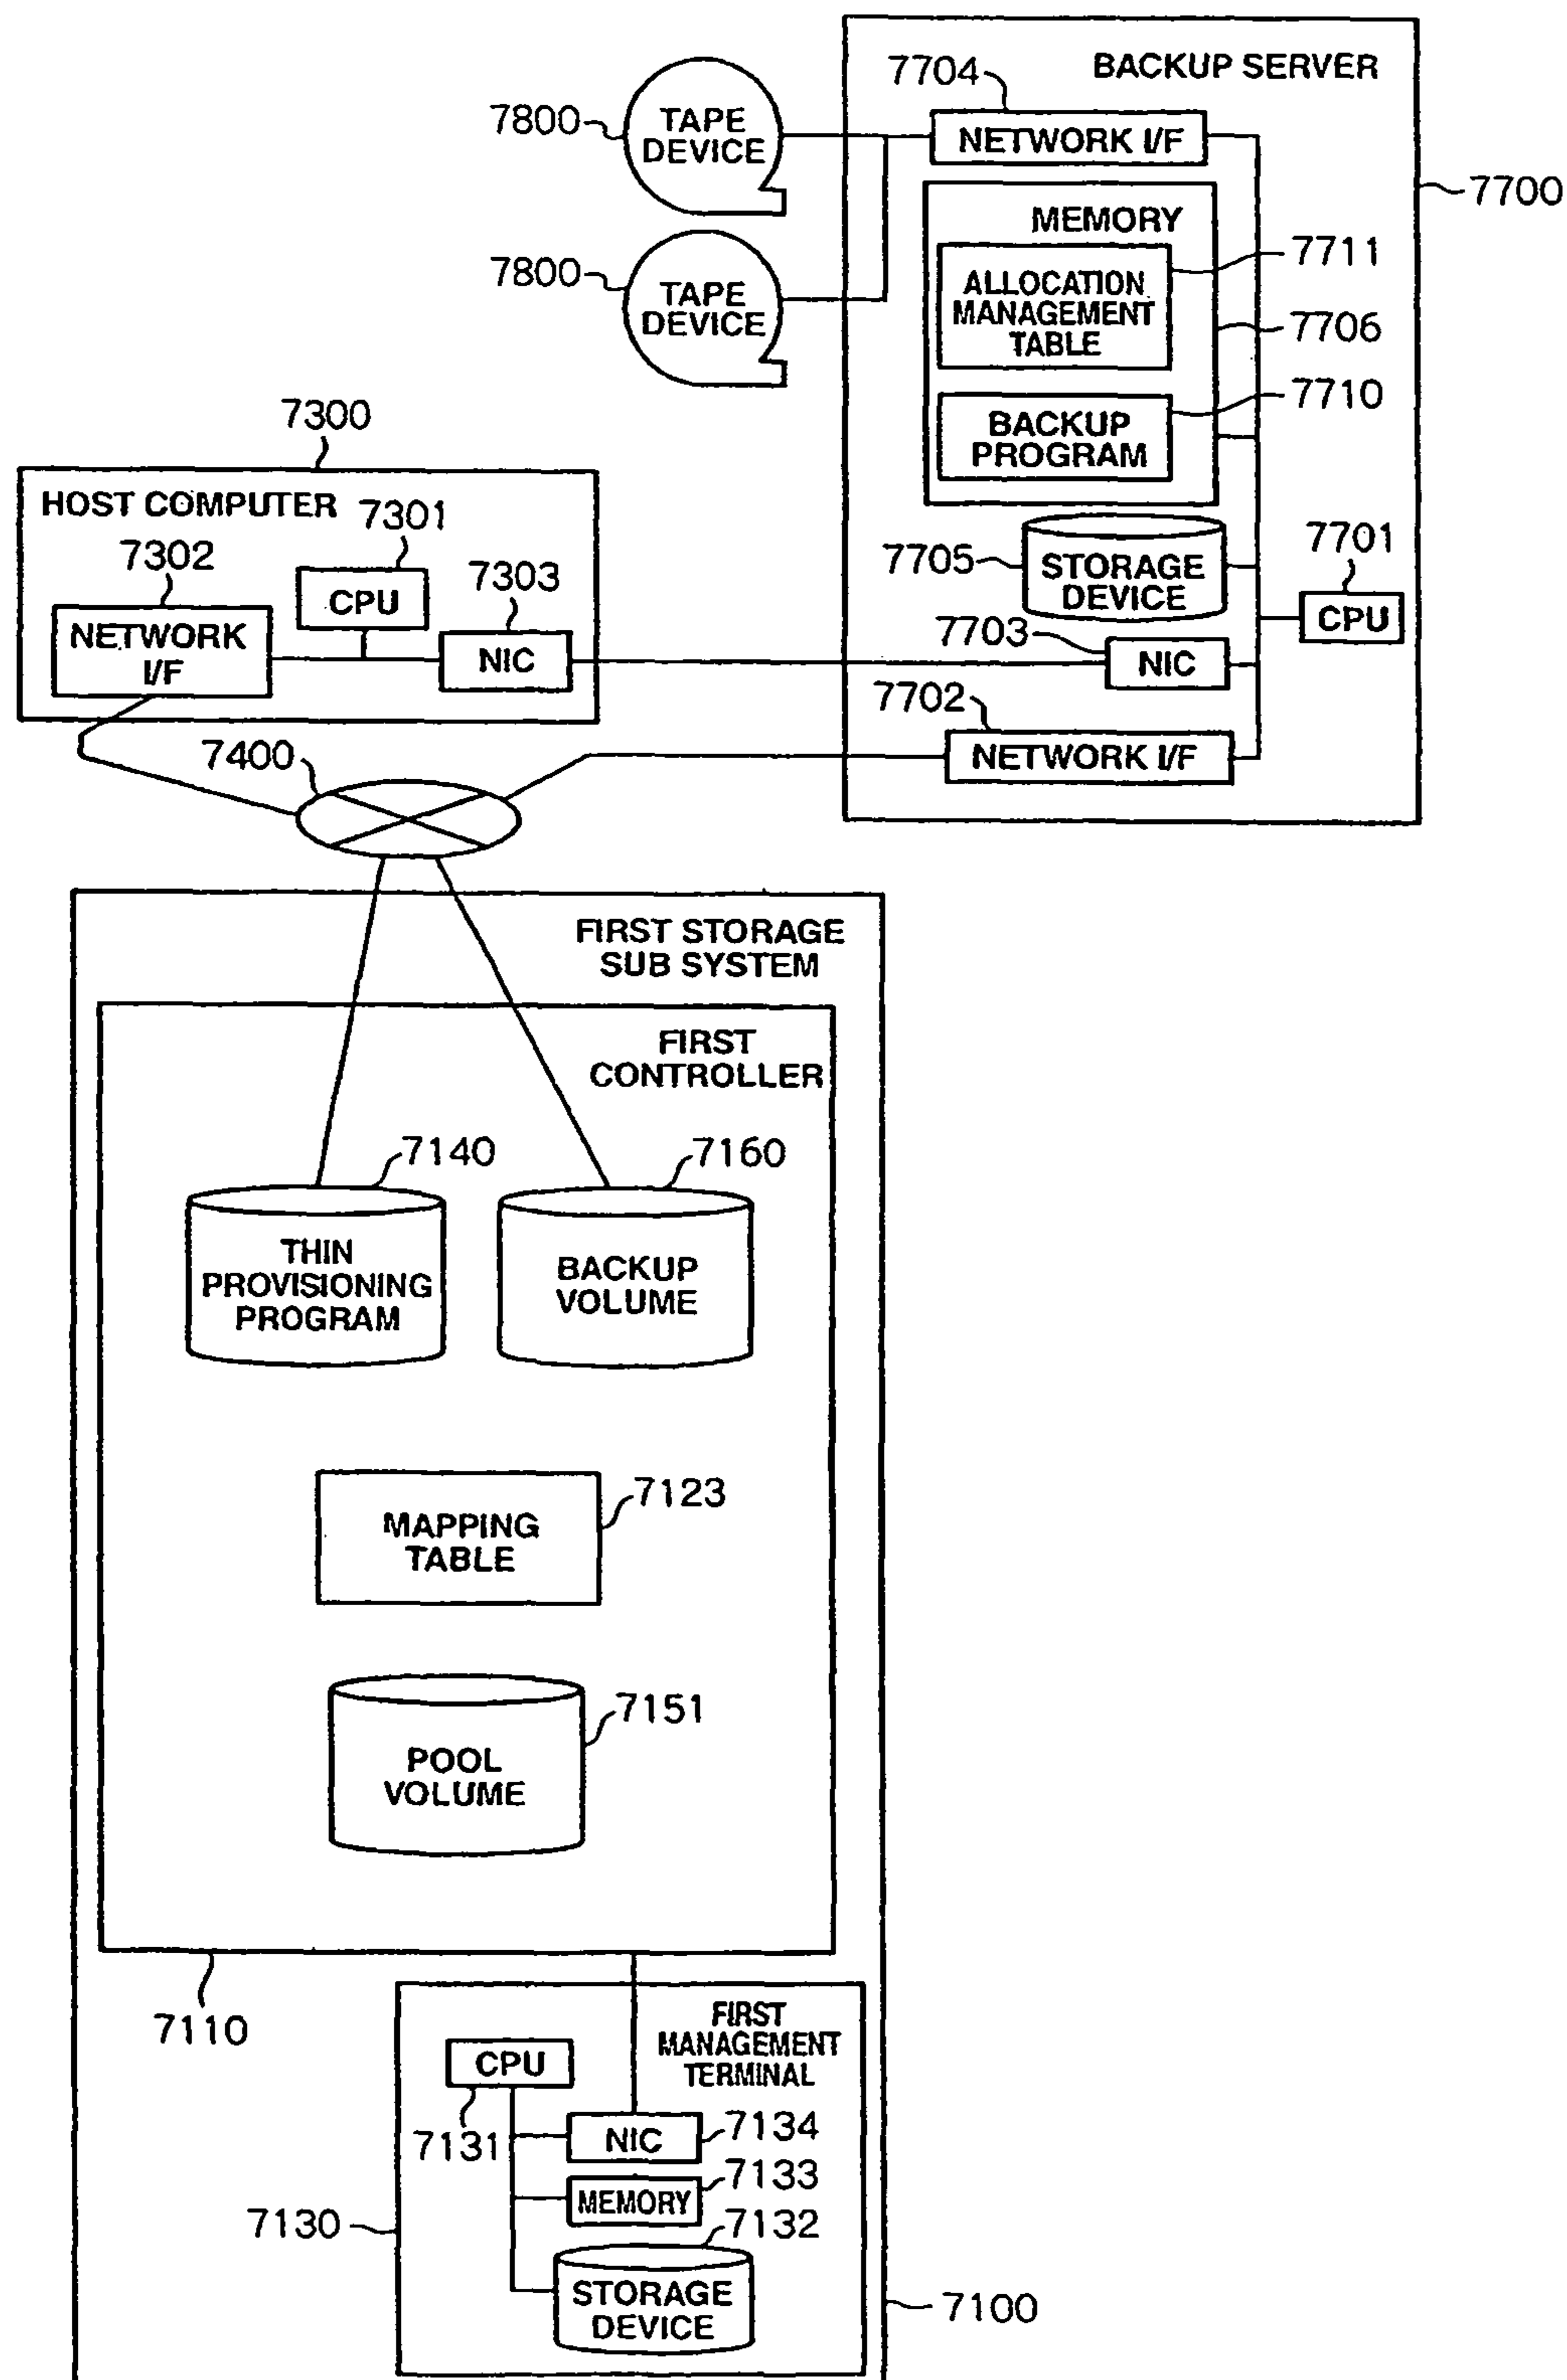 BACKUP SERVER
7704
7800
TAPE
DEVICE
NETWORK I/F
7700
MEMORY
7711
7800
TAPE
DEVICE
ALLOCATION
MANAGEMENT
TABLE
7706
7710
BACKUP
PROGRAM
7300
HOST COMPUTER
7301
7302
CPU
7303
NETWORK
I/F
NIC
7705
STORAGE
DEVICE
7701
CPU
7703
NIC
7702
NETWORK I/F
7400
FIRST STORAGE
SUB SYSTEM
FIRST
CONTROLLER
7140
7160
THIN
PROVISIONING
PROGRAM
BACKUP
VOLUME
7123
MAPPING
TABLE
7151
POOL
VOLUME
7110
FIRST
MANAGEMENT
TERMINAL
CPU
7131
NIC
7134
MEMORY
7133
7130
7132
STORAGE
DEVICE
7100